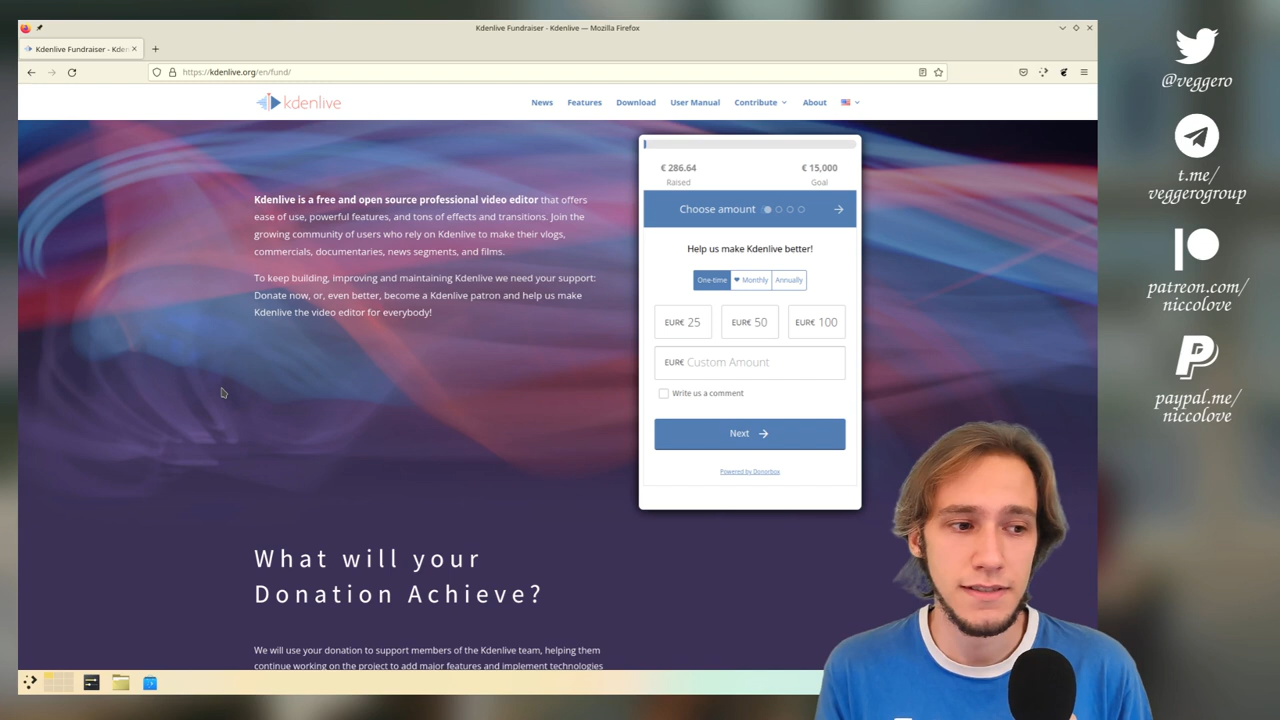 Kdenlive Fundraiser - Kdenlive — Mozilla Firefox
Kdenlive Fundraiser - Kden
https://kdenlive.org/en/fund/
kdenlive
News Features Download User Manual Contribute About
€ 286.64 € 15,000
Raised Goal
Choose amount
Help us make Kdenlive better!
One-time Monthly Annually
EUR€ 25 EUR€ 50 EUR€ 100
EUR€ Custom Amount
Write us a comment
Next
Powered by Donorbox
Kdenlive is a free and open source professional video editor that offers
ease of use, powerful features, and tons of effects and transitions. Join the
growing community of users who rely on Kdenlive to make their vlogs,
commercials, documentaries, news segments, and films.
To keep building, improving and maintaining Kdenlive we need your support:
Donate now, or, even better, become a Kdenlive patron and help us make
Kdenlive the video editor for everybody!
What will your
Donation Achieve?
We will use your donation to support members of the Kdenlive team, helping them
continue working on the project to add major features and implement technologies
@veggero
t.me/
veggerogroup
patreon.com/
niccolove
paypal.me/
niccolove